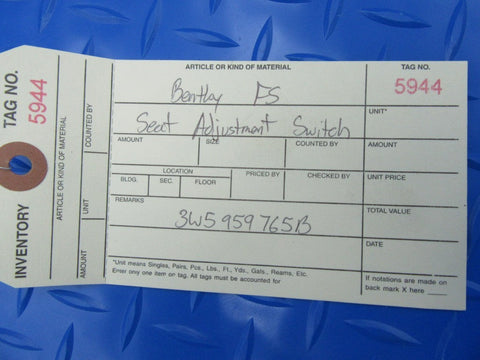 INVENTORY
TAG NO.
5944
ARTICLE OR KIND OF MATERIAL
COUNTED BY
UNIT
AMOUNT
ARTICLE OR KIND OF MATERIAL
TAG NO.
Bentley FS
5944
UNIT*
Seat Adjustment Switch
AMOUNT SIZE COUNTED BY
LOCATION PRICED BY CHECKED BY UNIT PRICE
BLDG. SEC. FLOOR
REMARKS
TOTAL VALUE
3W5 959 765B
DATE
*Unit means Singles, Pairs, Pcs., Lbs., Ft., Yds., Gals., Reams, Etc.
Enter only one item on tag. All tags must be accounted for
If notations are made on
back mark X here ____